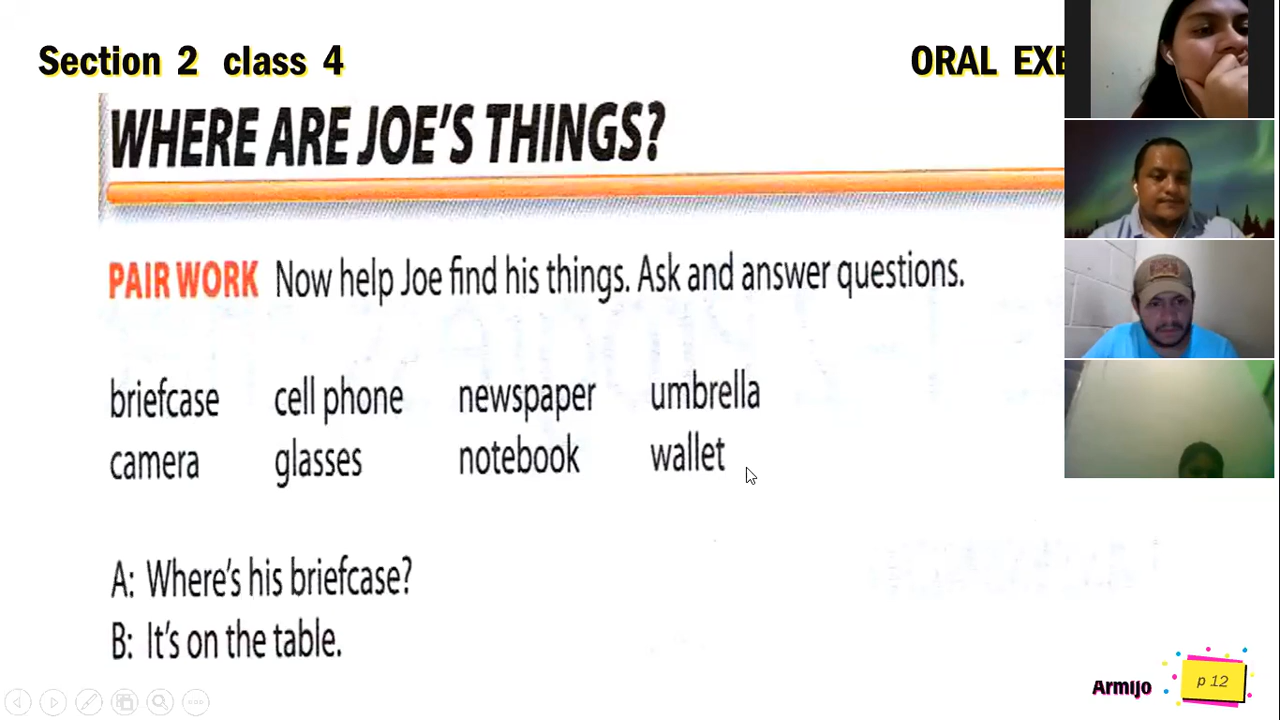 Section 2 class 4
ORAL
WHERE ARE JOE'S THINGS?
PAIR WORK Now help Joe find his things. Ask and answer questions.
briefcase cell phone newspaper umbrella
camera glasses notebook wallet
A: Where's his briefcase?
B: It's on the table.
Armijo
p 12